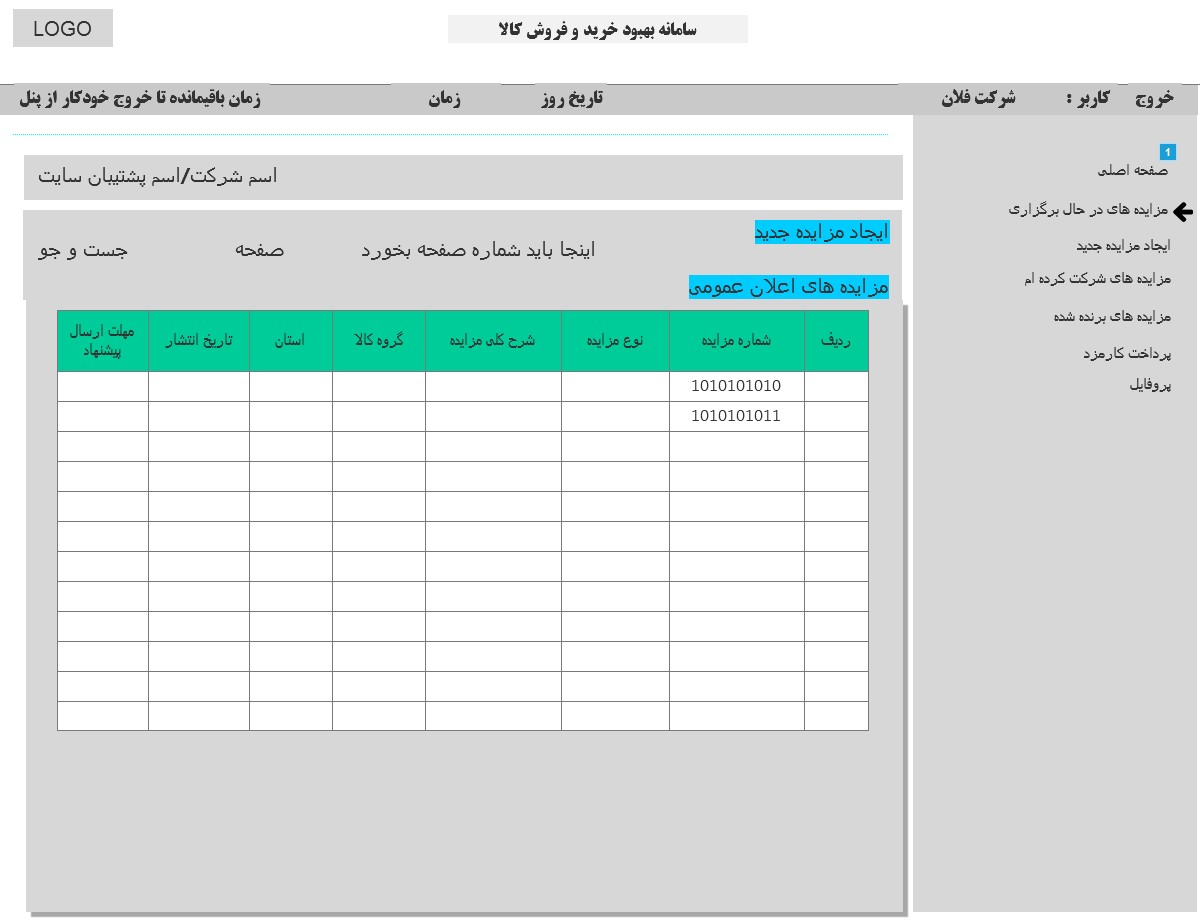 LOGO
سامانه بهبود خرید و فروش کالا
خروج کاربر : شرکت فلان تاریخ روز زمان زمان باقیمانده تا خروج خودکار از پنل
1
صفحه اصلی
مزایده های در حال برگزاری
ایجاد مزایده جدید
مزایده های شرکت کرده ام
مزایده های برنده شده
پرداخت کارمزد
پروفایل
اسم شرکت/اسم پشتیبان سایت
ایجاد مزایده جدید
اینجا باید شماره صفحه بخورد صفحه جست و جو
مزایده های اعلان عمومی
ردیف شماره مزایده نوع مزایده شرح کلی مزایده گروه کالا استان تاریخ انتشار مهلت ارسال
پیشنهاد
1010101010
1010101011